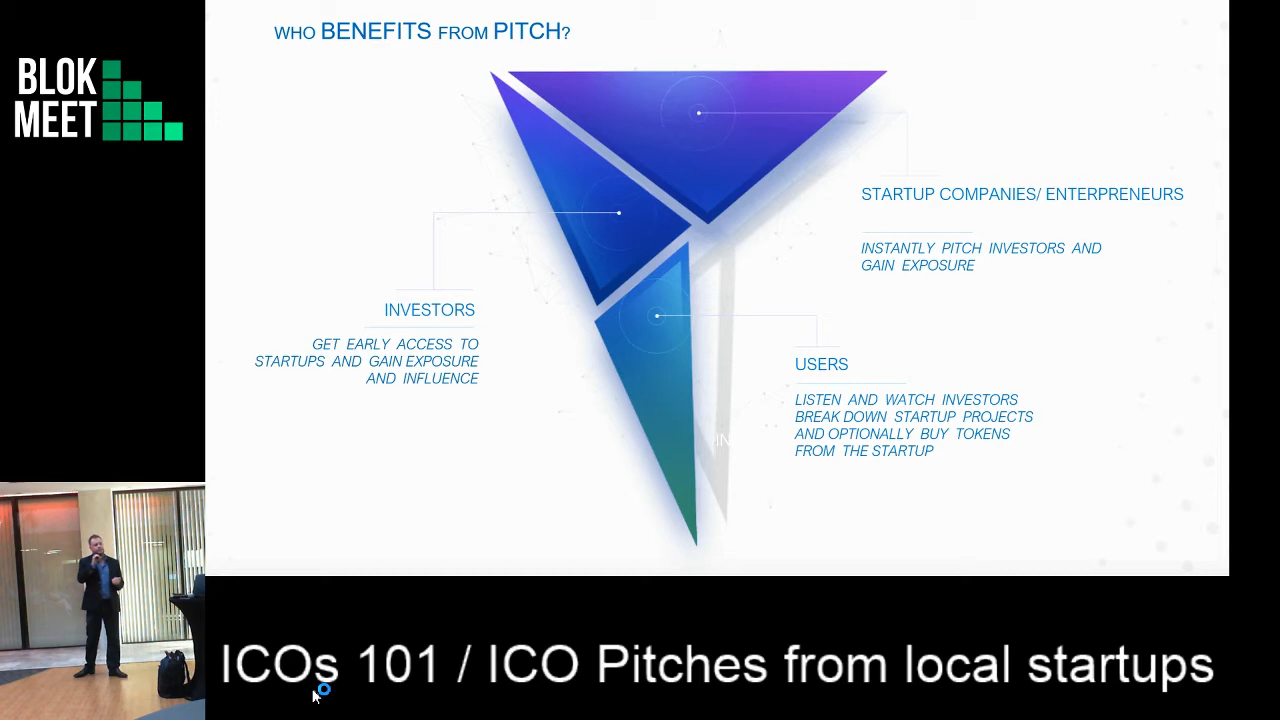 WHO BENEFITS FROM PITCH?
BLOK
MEET
STARTUP COMPANIES/ ENTERPRENEURS
INSTANTLY PITCH INVESTORS AND
GAIN EXPOSURE
INVESTORS
GET EARLY ACCESS TO
STARTUPS AND GAIN EXPOSURE
AND INFLUENCE
USERS
LISTEN AND WATCH INVESTORS
BREAK DOWN STARTUP PROJECTS
AND OPTIONALLY BUY TOKENS
FROM THE STARTUP
ICOs 101 / ICO Pitches from local startups